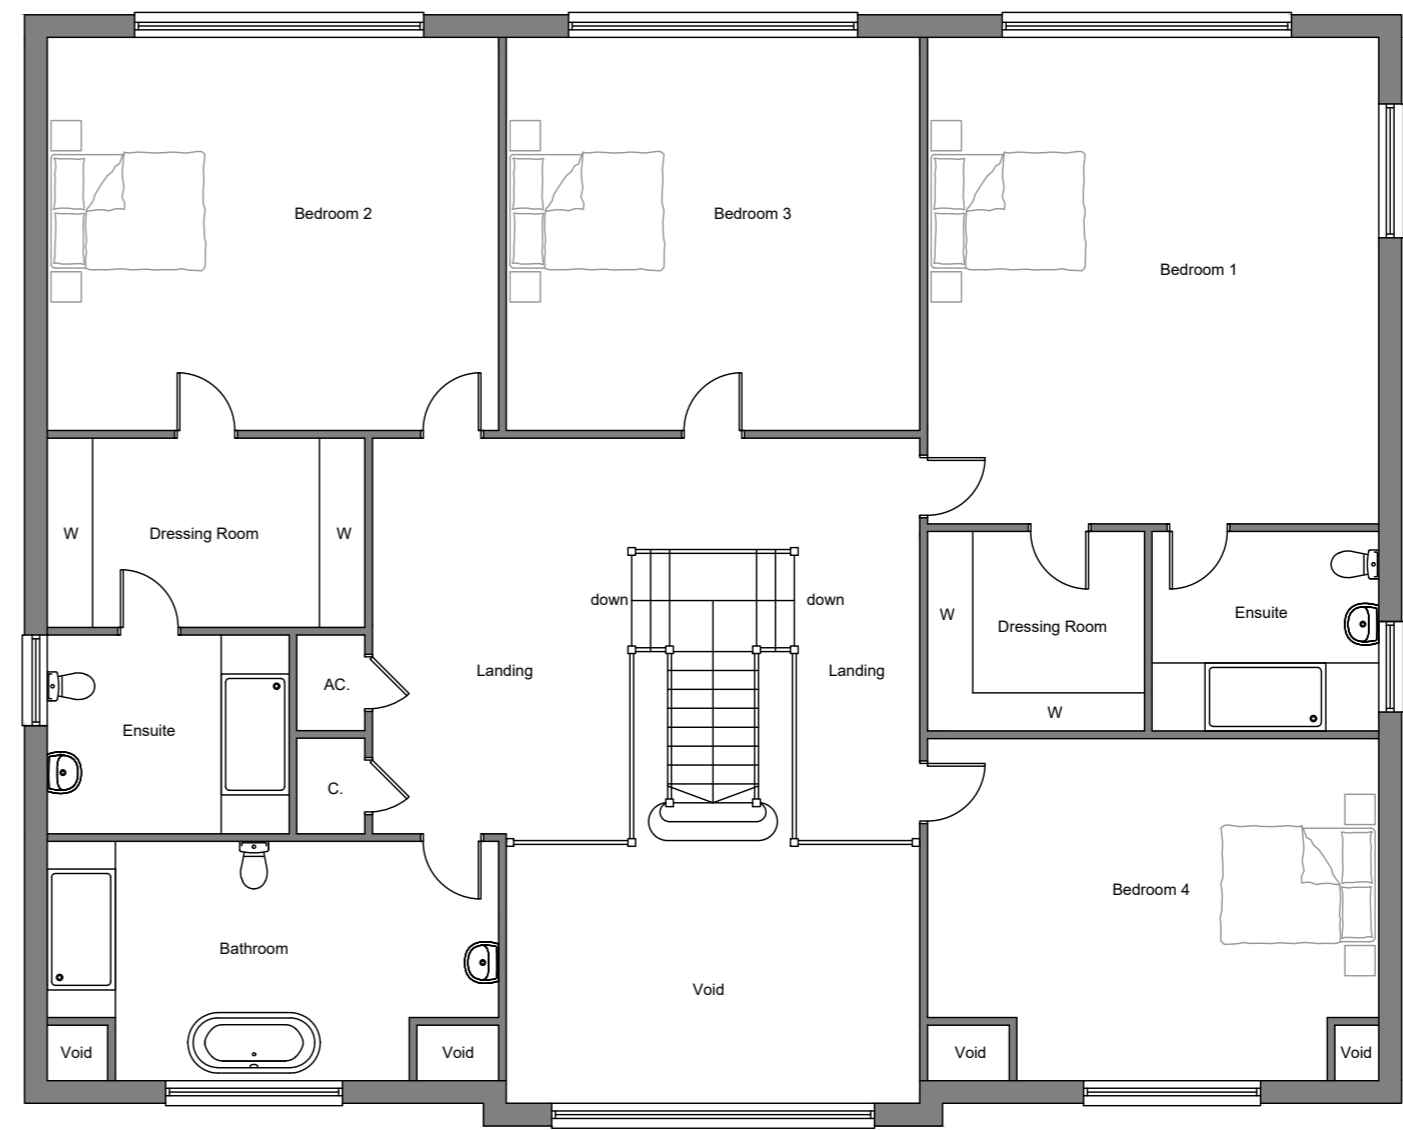 Bedroom 2
Bedroom 3
Bedroom 1
W
Dressing Room
W
down
down
W
Dressing Room
Ensuite
Landing
Landing
AC.
W
Ensuite
C.
Bedroom 4
Bathroom
Void
Void
Void
Void
Void